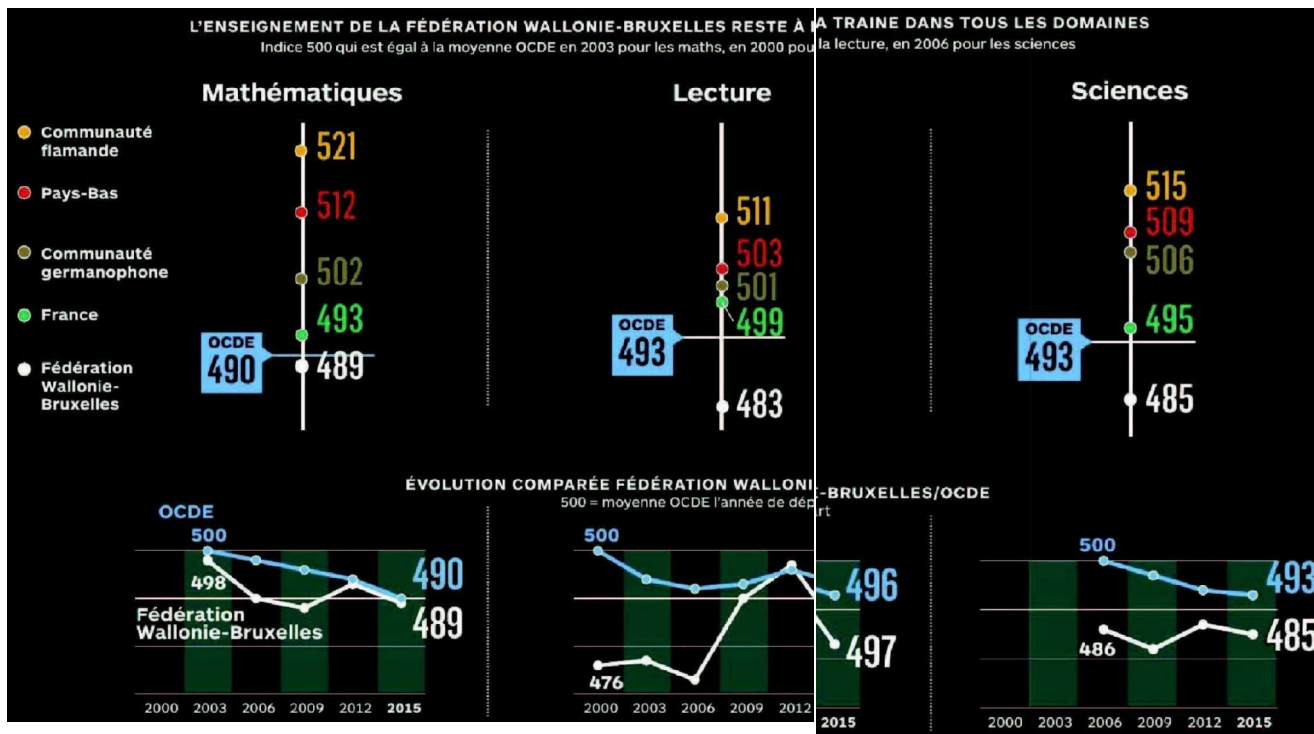 L'ENSEIGNEMENT DE LA FÉDÉRATION WALLONIE-BRUXELLES RESTE À LA TRAINE DANS TOUS LES DOMAINES
Indice 500 qui est égal à la moyenne OCDE en 2003 pour les maths, en 2000 pou la lecture, en 2006 pour les sciences
Mathématiques
Lecture
Sciences
Communauté
flamande
Pays-Bas
Communauté
germanophone
France
Fédération
Wallonie-
Bruxelles
521
512
502
493
OCDE
490
489
511
503
501
499
OCDE
493
483
515
509
506
495
OCDE
493
485
ÉVOLUTION COMPARÉE FÉDÉRATION WALLONIE-BRUXELLES/OCDE
500 = moyenne OCDE l'année de départ
OCDE
500
498
490
Fédération
Wallonie-Bruxelles
489
2000 2003 2006 2009 2012 2015
500
476
496
497
2000 2003 2006 2009 2012 2015
500
486
493
485
2000 2003 2006 2009 2012 2015